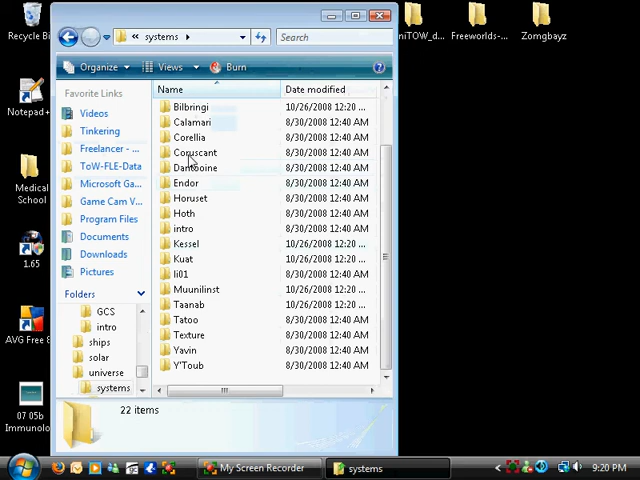 Recycle Bi
Notepad +
Medical
School
1.65
AVG Free 8
07 05b
Immunolo
« systems
Search
Organize
Views
Burn
Favorite Links
Videos
Tinkering
Freelancer - ...
ToW-FLE-Data
Microsoft Ga...
Game Cam V...
Program Files
Documents
Downloads
Pictures
Folders
GCS
intro
ships
solar
universe
systems
Name
Date modified
Bilbringi 10/26/2008 12:20 ...
Calamari 8/30/2008 12:40 AM
Corellia 8/30/2008 12:40 AM
Coruscant 8/30/2008 12:40 AM
Dantooine 8/30/2008 12:40 AM
Endor 8/30/2008 12:40 AM
Horuset 8/30/2008 12:40 AM
Hoth 8/30/2008 12:40 AM
intro 8/30/2008 12:40 AM
Kessel 10/26/2008 12:20 ...
Kuat 8/30/2008 12:40 AM
li01 8/30/2008 12:40 AM
Muunilinst 10/26/2008 12:20 ...
Taanab 10/26/2008 12:20 ...
Tatoo 8/30/2008 12:40 AM
Texture 8/30/2008 12:40 AM
Yavin 8/30/2008 12:40 AM
Y'Toub 8/30/2008 12:40 AM
22 items
niTOW_d...
Freeworlds-...
Zorngbayz
My Screen Recorder
systems
9:20 PM